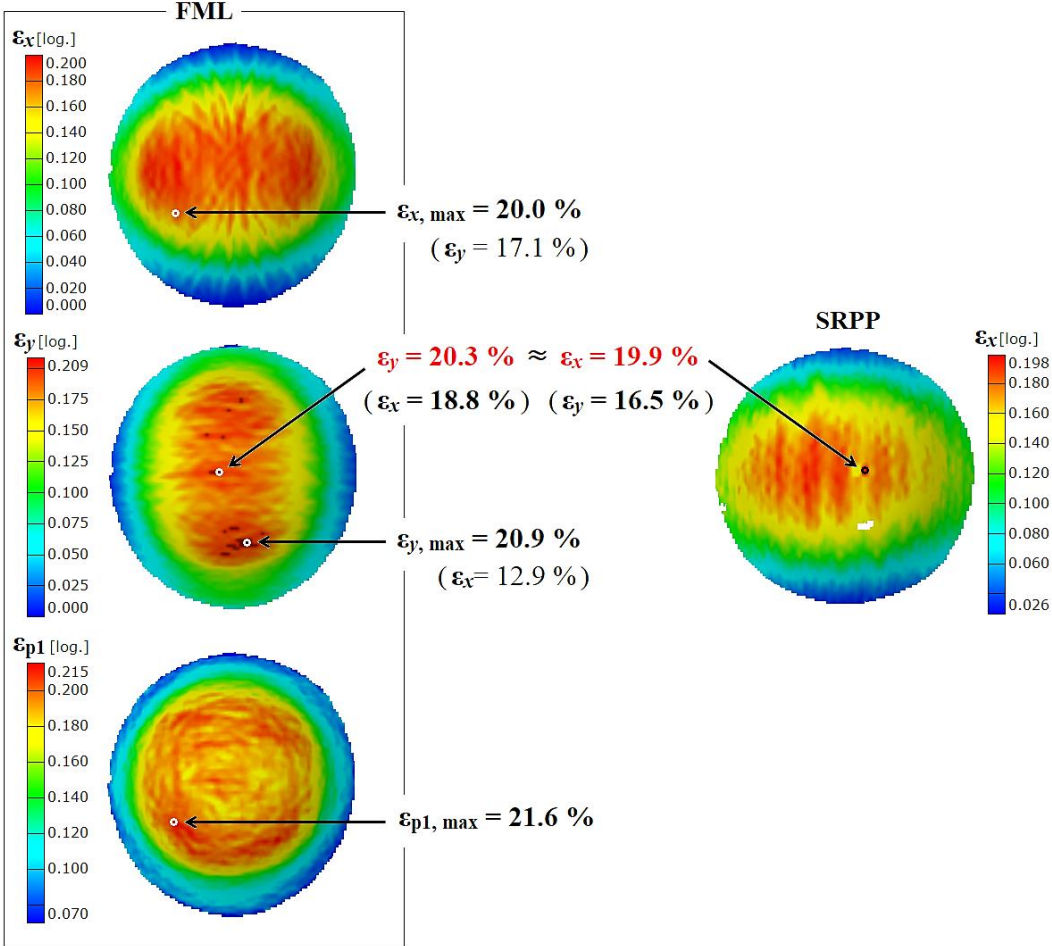 FML
εx [log.]
0.200
0.180
0.160
0.140
0.120
0.100
0.080
0.060
0.040
0.020
0.000
εx, max = 20.0 %
( εy = 17.1 %)
εy [log.]
0.209
0.175
0.150
0.125
0.100
0.075
0.050
0.025
0.000
εy = 20.3 % ≈ εx = 19.9 %
( εx = 18.8 % ) ( εy = 16.5 % )
εy, max = 20.9 %
( εx= 12.9 %)
SRPP
εx [log.]
0.198
0.180
0.160
0.140
0.120
0.100
0.080
0.060
0.026
εp1 [log.]
0.215
0.200
0.180
0.160
0.140
0.100
0.070
εp1, max = 21.6 %